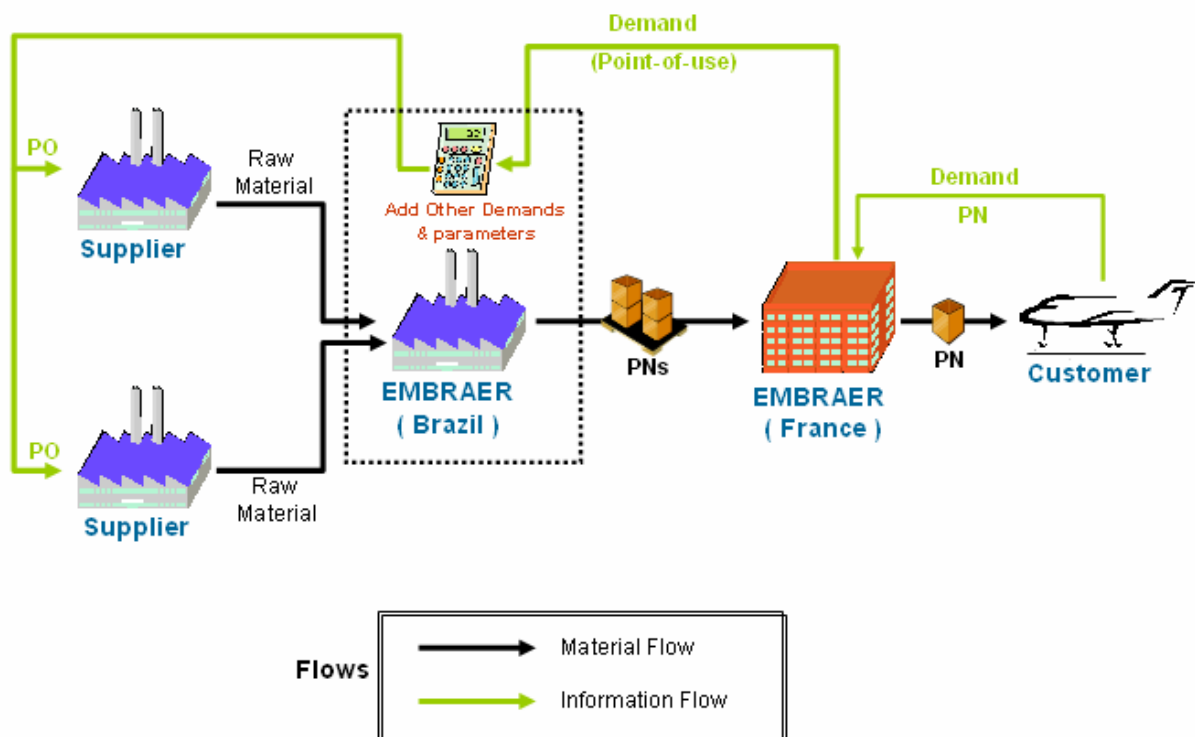 Demand
(Point-of-use)
PO
Raw
Material
Supplier
Add Other Demands
& parameters
Demand
PN
EMBRAER
( Brazil )
PNs
EMBRAER
( France )
PN
Customer
PO
Raw
Material
Supplier
Flows
Material Flow
Information Flow